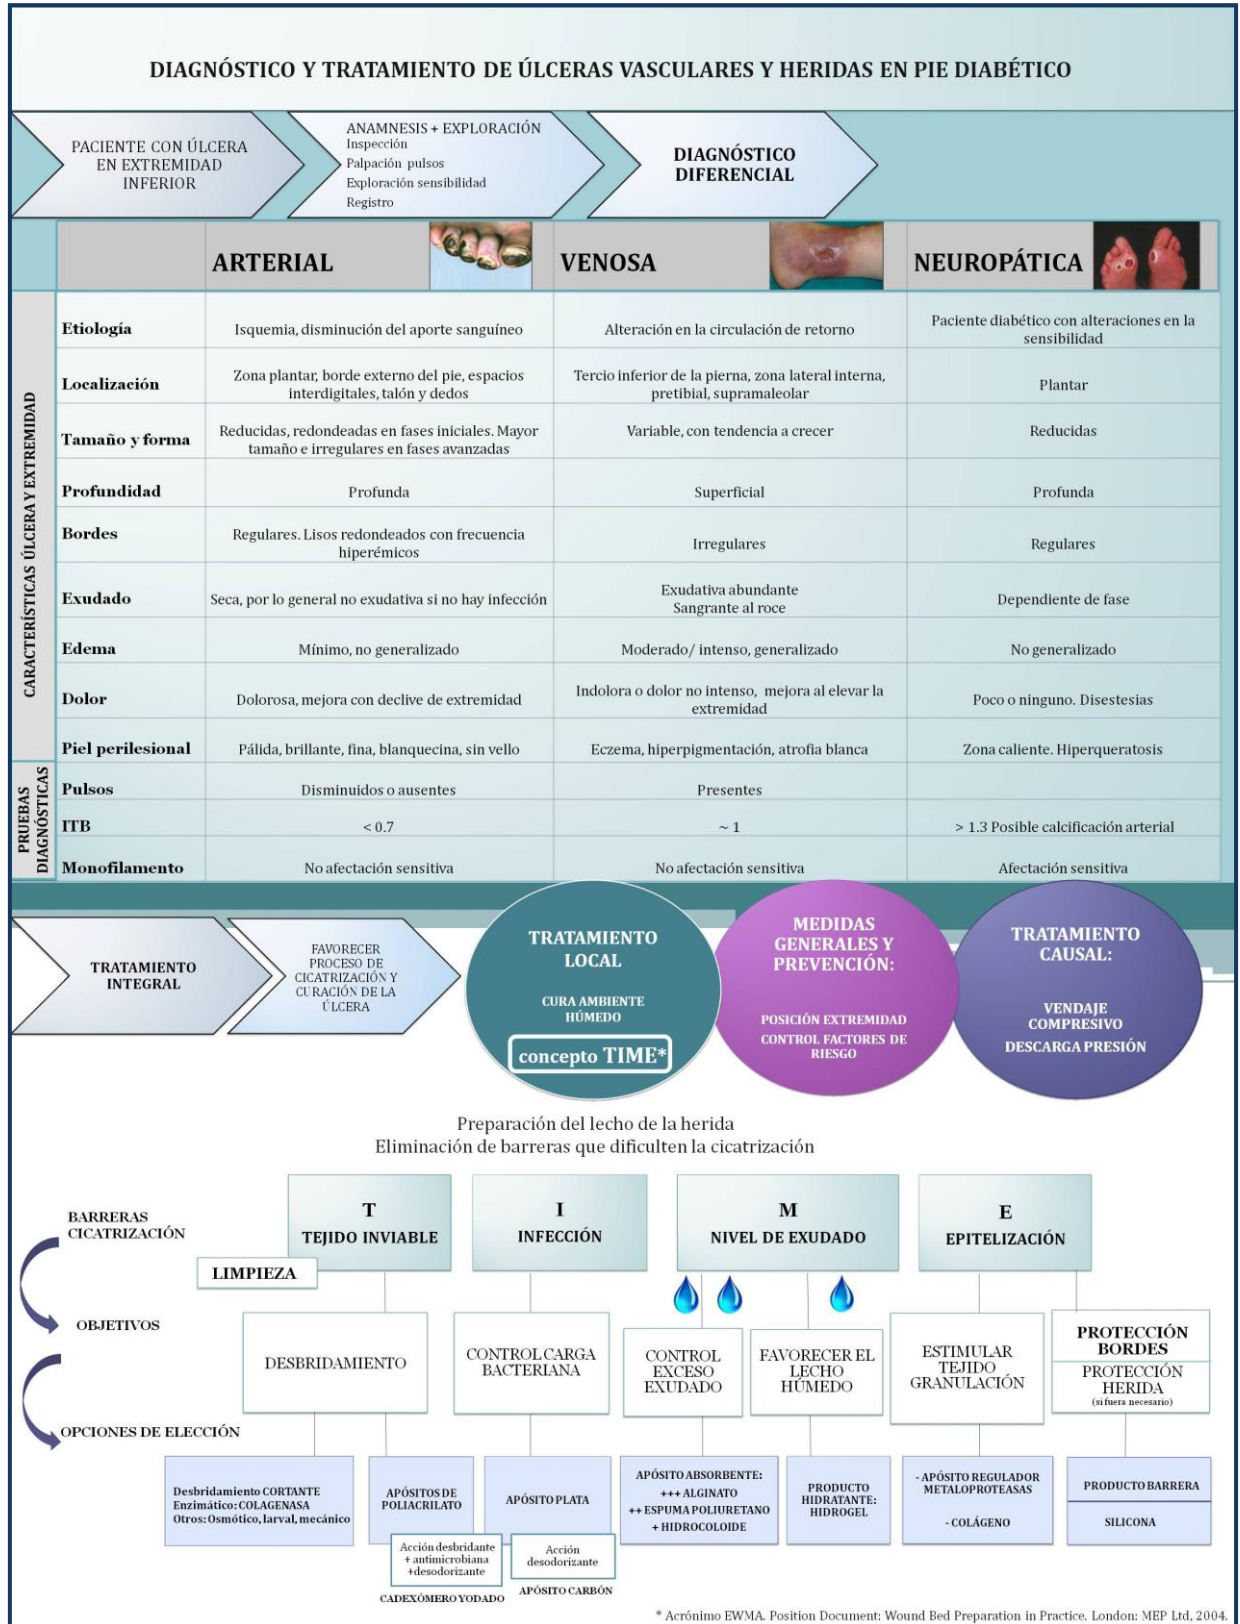 DIAGNÓSTICO Y TRATAMIENTO DE ÚLCERAS VASCULARES Y HERIDAS EN PIE DIABÉTICO
PACIENTE CON ÚLCERA
EN EXTREMIDAD
INFERIOR
ANAMNESIS + EXPLORACIÓN
Inspección
Palpación pulsos
Exploración sensibilidad
Registro
DIAGNÓSTICO
DIFERENCIAL
ARTERIAL
VENOSA
NEUROPÁTICA
CARACTERÍSTICAS ÚLCERA Y EXTREMIDAD
Etiología
Isquemia, disminución del aporte sanguíneo
Alteración en la circulación de retorno
Paciente diabético con alteraciones en la
sensibilidad
Localización
Zona plantar, borde externo del pie, espacios
interdigitales, talón y dedos
Tercio inferior de la pierna, zona lateral interna,
pretibial, supramaleolar
Plantar
Tamaño y forma
Reducidas, redondeadas en fases iniciales. Mayor
tamaño e irregulares en fases avanzadas
Variable, con tendencia a crecer
Reducidas
Profundidad
Profunda
Superficial
Profunda
Bordes
Regulares. Lisos redondeados con frecuencia
hiperémicos
Irregulares
Regulares
Exudado
Seca, por lo general no exudativa si no hay infección
Exudativa abundante
Sangrante al roce
Dependiente de fase
Edema
Mínimo, no generalizado
Moderado/ intenso, generalizado
No generalizado
Dolor
Dolorosa, mejora con declive de extremidad
Indolora o dolor no intenso, mejora al elevar la
extremidad
Poco o ninguno. Disestesias
Piel perilesional
Pálida, brillante, fina, blanquecina, sin vello
Eczema, hiperpigmentación, atrofia blanca
Zona caliente. Hiperqueratosis
PRUEBAS
DIAGNÓSTICAS
Pulsos
Disminuidos o ausentes
Presentes
ITB
< 0.7
~ 1
> 1.3 Posible calcificación arterial
Monofilamento
No afectación sensitiva
No afectación sensitiva
Afectación sensitiva
TRATAMIENTO
INTEGRAL
FAVORECER
PROCESO DE
CICATRIZACIÓN Y
CURACIÓN DE LA
ÚLCERA
TRATAMIENTO
LOCAL
CURA AMBIENTE
HÚMEDO
concepto TIME*
MEDIDAS
GENERALES Y
PREVENCIÓN:
POSICIÓN EXTREMIDAD
CONTROL FACTORES DE
RIESGO
TRATAMIENTO
CAUSAL:
VENDAJE
COMPRESIVO
DESCARGA PRESIÓN
Preparación del lecho de la herida
Eliminación de barreras que dificulten la cicatrización
BARRERAS
CICATRIZACIÓN
T
TEJIDO INVIABLE
I
INFECCIÓN
M
NIVEL DE EXUDADO
E
EPITELIZACIÓN
LIMPIEZA
OBJETIVOS
DESBRIDAMIENTO
CONTROL CARGA
BACTERIANA
CONTROL
EXCESO
EXUDADO
FAVORECER EL
LECHO
HÚMEDO
ESTIMULAR
TEJIDO
GRANULACIÓN
PROTECCIÓN
BORDES
PROTECCIÓN
HERIDA
(si fuera necesario)
OPCIONES DE ELECCIÓN
Desbridamiento CORTANTE
Enzimático: COLAGENASA
Otros: Osmótico, larval, mecánico
APÓSITOS DE
POLIACRILATO
APÓSITO PLATA
APÓSITO ABSORBENTE:
+++ ALGINATO
++ ESPUMA POLIURETANO
+ HIDROCOLOIDE
PRODUCTO
HIDRATANTE:
HIDROGEL
- APÓSITO REGULADOR
METALOPROTEASAS
- COLÁGENO
PRODUCTO BARRERA
SILICONA
Acción desbridante
+ antimicrobiana
+desodorizante
CADEXÓMERO YODADO
Acción
desodorizante
APÓSITO CARBÓN
* Acrónimo EWMA. Position Document: Wound Bed Preparation in Practice. London: MEP Ltd, 2004.